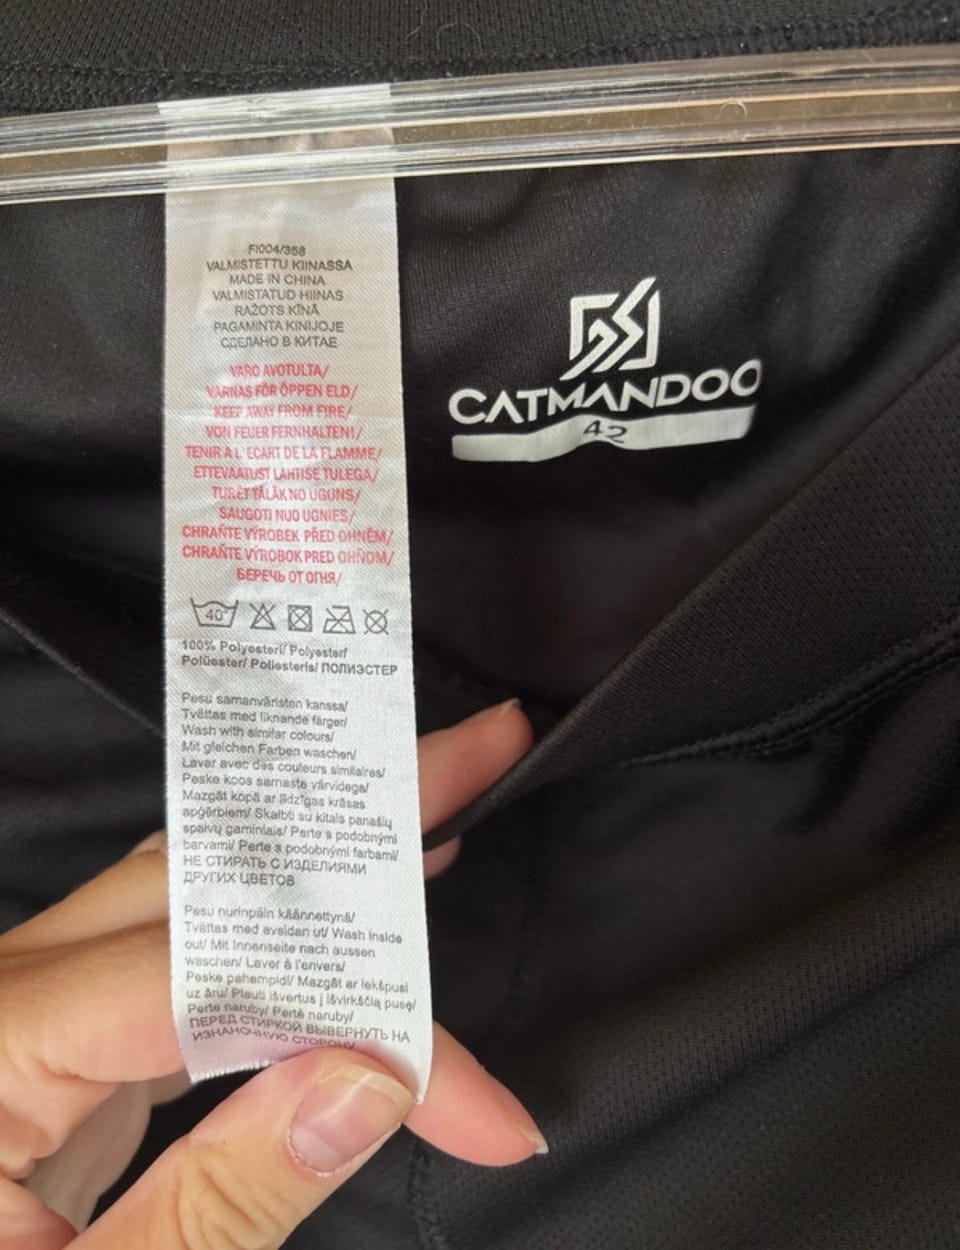 FI004/358
VALMISTETTU KIINASSA
MADE IN CHINA
VALMISTATUD HIINAS
RAŽOTS ĶĪNĀ
PAGAMINTA KINIJOJE
СДЕЛАНО В КИТАЕ
VARO AVOTULTA/
VARNAS FÖR ÖPPEN ELD/
KEEP AWAY FROM FIRE/
VON FEUER FERNHALTEN!/
TENIR A L'ECART DE LA FLAMME/
ETTEVAATUST LAHTISE TULEGA/
TURĒT TĀLĀK NO UGUNS/
SAUGOTI NUO UGNIES/
CHRAŇTE VÝROBEK PŘED OHNĚM/
CHRAŇTE VÝROBOK PRED OHŇOM/
БЕРЕЧЬ ОТ ОГНЯ/
40°
100% Polyesteri/ Polyester/
Polüester/ Poliesteris/ ПОЛИЭСТЕР
Pesu samanväristen kanssa/
Tvättas med liknande färger/
Wash with similar colours/
Mit gleichen Farben waschen/
Laver avec des couleurs similaires/
Peske koos samaste värvidega/
Mazgāt kopā ar līdzīgas krāsas
apģērbiem/ Skalbti su kitais panašių
spalvų gaminiais/ Perte s podobnými
barvami/ Perte s podobnými farbami/
НЕ СТИРАТЬ С ИЗДЕЛИЯМИ
ДРУГИХ ЦВЕТОВ
Pesu nurinpäin käännettynä/
Tvättas med avsidan ut/ Wash inside
out/ Mit Innenseite nach aussen
waschen/ Laver à l'envers/
Peske pahempidi/ Mazgāt ar iekšpusi
uz āru/ Plauti išvertus į išvirkščią pusę/
Perte naruby/ Perte naruby/
ПЕРЕД СТИРКОЙ ВЫВЕРНУТЬ НА
ИЗНАНОЧНУЮ СТОРОНУ
CATMANDOO
42